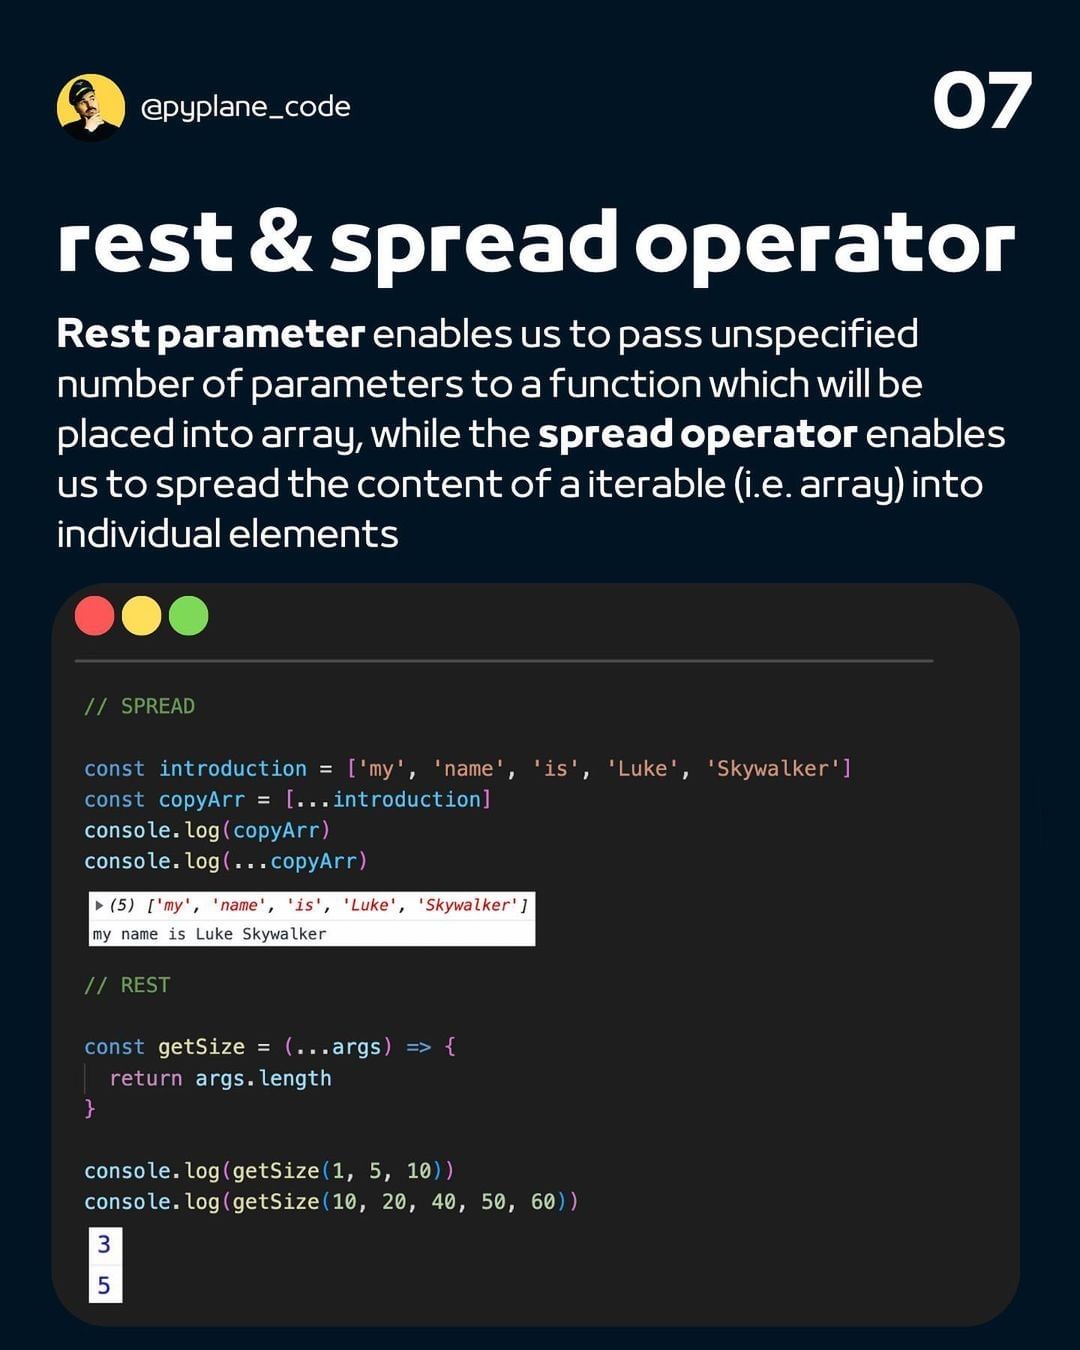 @pyplane_code
07
rest & spread operator
Rest parameter enables us to pass unspecified
number of parameters to a function which will be
placed into array, while the spread operator enables
us to spread the content of a iterable (i.e. array) into
individual elements
// SPREAD
const introduction = ['my', 'name', 'is', 'Luke', 'Skywalker']
const copyArr = [...introduction]
console.log(copyArr)
console.log(...copyArr)
(5) ['my', 'name', 'is', 'Luke', 'Skywalker']
my name is Luke Skywalker
// REST
const getSize = (...args) => {
return args.length
}
console.log(getSize(1, 5, 10))
console.log(getSize(10, 20, 40, 50, 60))
3
5